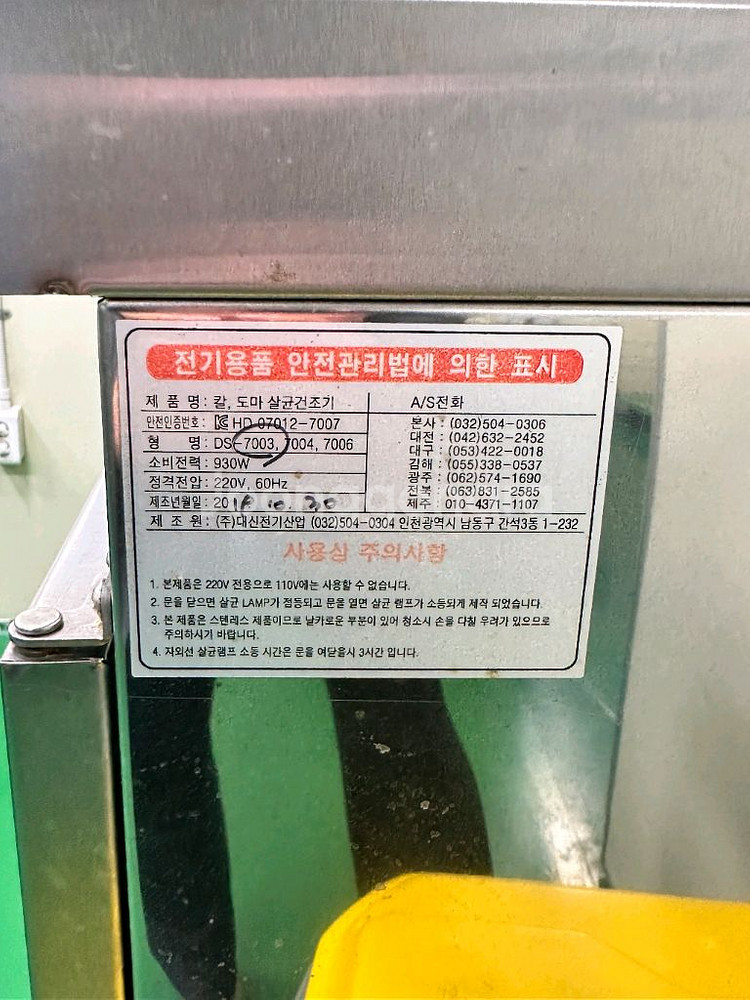 전기용품 안전관리법에 의한 표시
제 품 명 : 칼, 도마 살균건조기
안전인증번호 : HD 07012-7007
형 명 : DS-7003, 7004, 7006
소비전력 : 930W
정격전압 : 220V, 60Hz
제조년월일 : 20 10. 20
A/S전화
본사 : (032)504-0306
대전 : (042)632-2452
대구 : (053)422-0018
김해 : (055)338-0537
광주 : (062)574-1690
전북 : (063)831-2585
제주 : 010-4371-1107
제 조 원 : (주)대신전기산업 (032)504-0304 인천광역시 남동구 간석3동 1-232
사용상 주의사항
1. 본제품은 220V 전용으로 110V에는 사용할 수 없습니다.
2. 문을 닫으면 살균 LAMP가 점등되고 문을 열면 살균 램프가 소등되게 제작 되었습니다.
3. 본 제품은 스텐레스 제품이므로 날카로운 부분이 있어 청소시 손을 다칠 우려가 있으므로
주의하시기 바랍니다.
4. 자외선 살균램프 소등 시간은 문을 여닫을시 3시간 입니다.